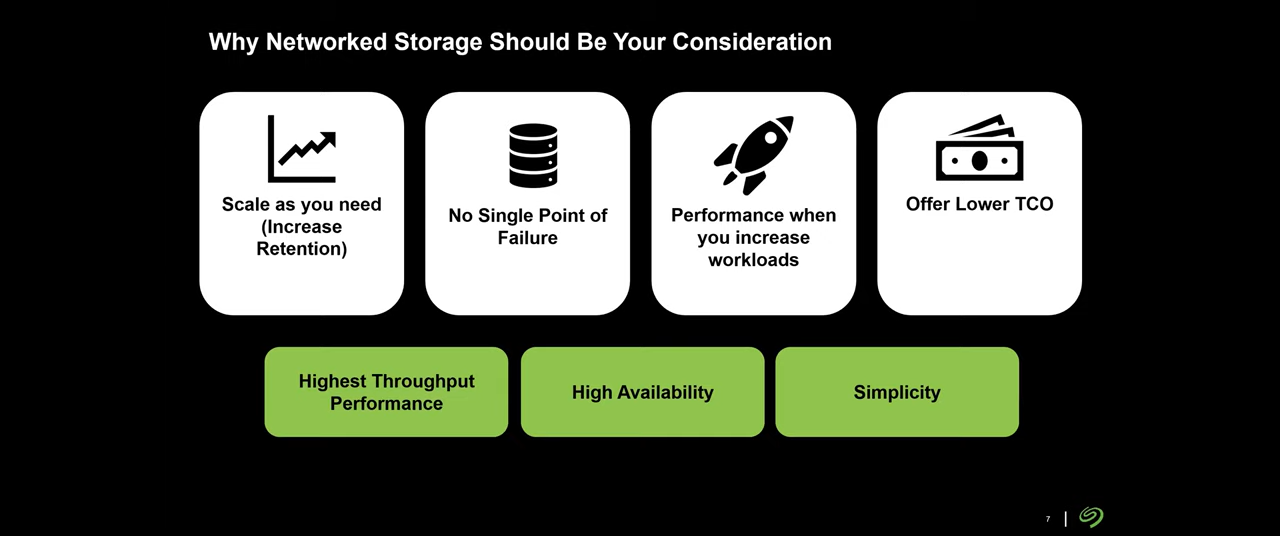 Why Networked Storage Should Be Your Consideration
Scale as you need
(Increase
Retention)
No Single Point of
Failure
Performance when
you increase
workloads
Offer Lower TCO
Highest Throughput
Performance
High Availability
Simplicity
7